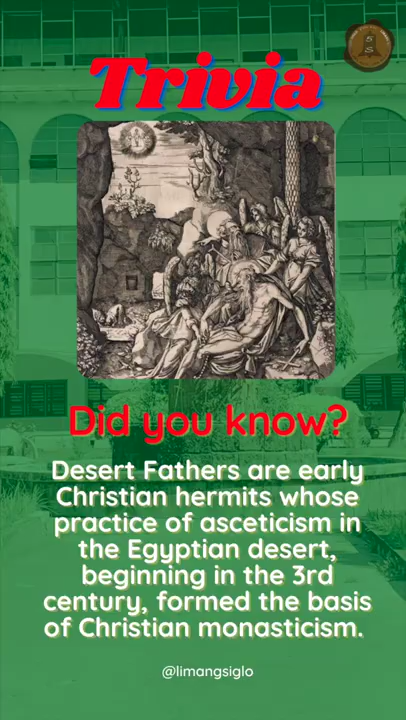 Trivia
Did you know?
Desert Fathers are early
Christian hermits whose
practice of asceticism in
the Egyptian desert,
beginning in the 3rd
century, formed the basis
of Christian monasticism.
@limangsiglo